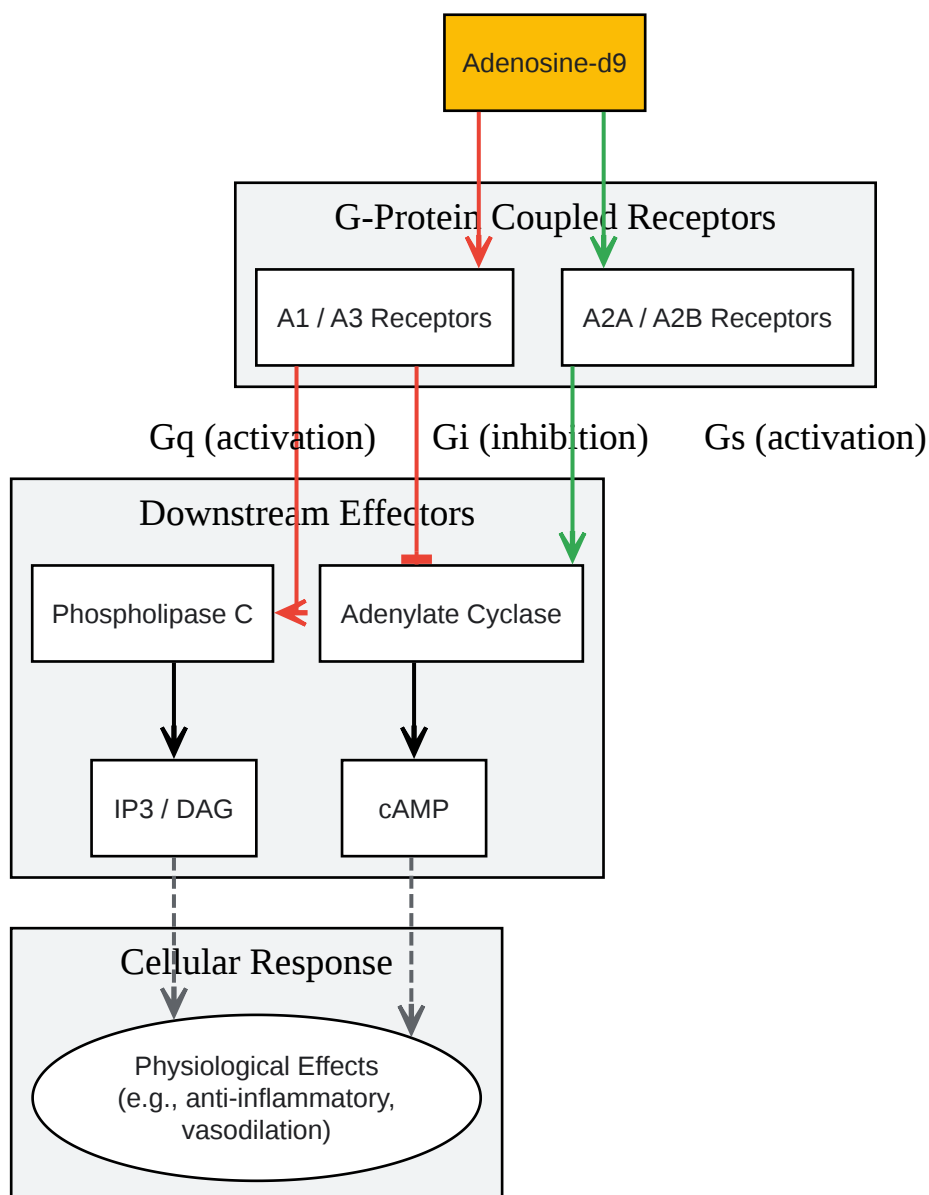 Adenosine-d9
G-Protein Coupled Receptors
A1 / A3 Receptors
A2A / A2B Receptors
Gq (activation)
Gi (inhibition)
Gs (activation)
Downstream Effectors
Phospholipase C
Adenylate Cyclase
IP3 / DAG
cAMP
Cellular Response
Physiological Effects
(e.g., anti-inflammatory,
vasodilation)